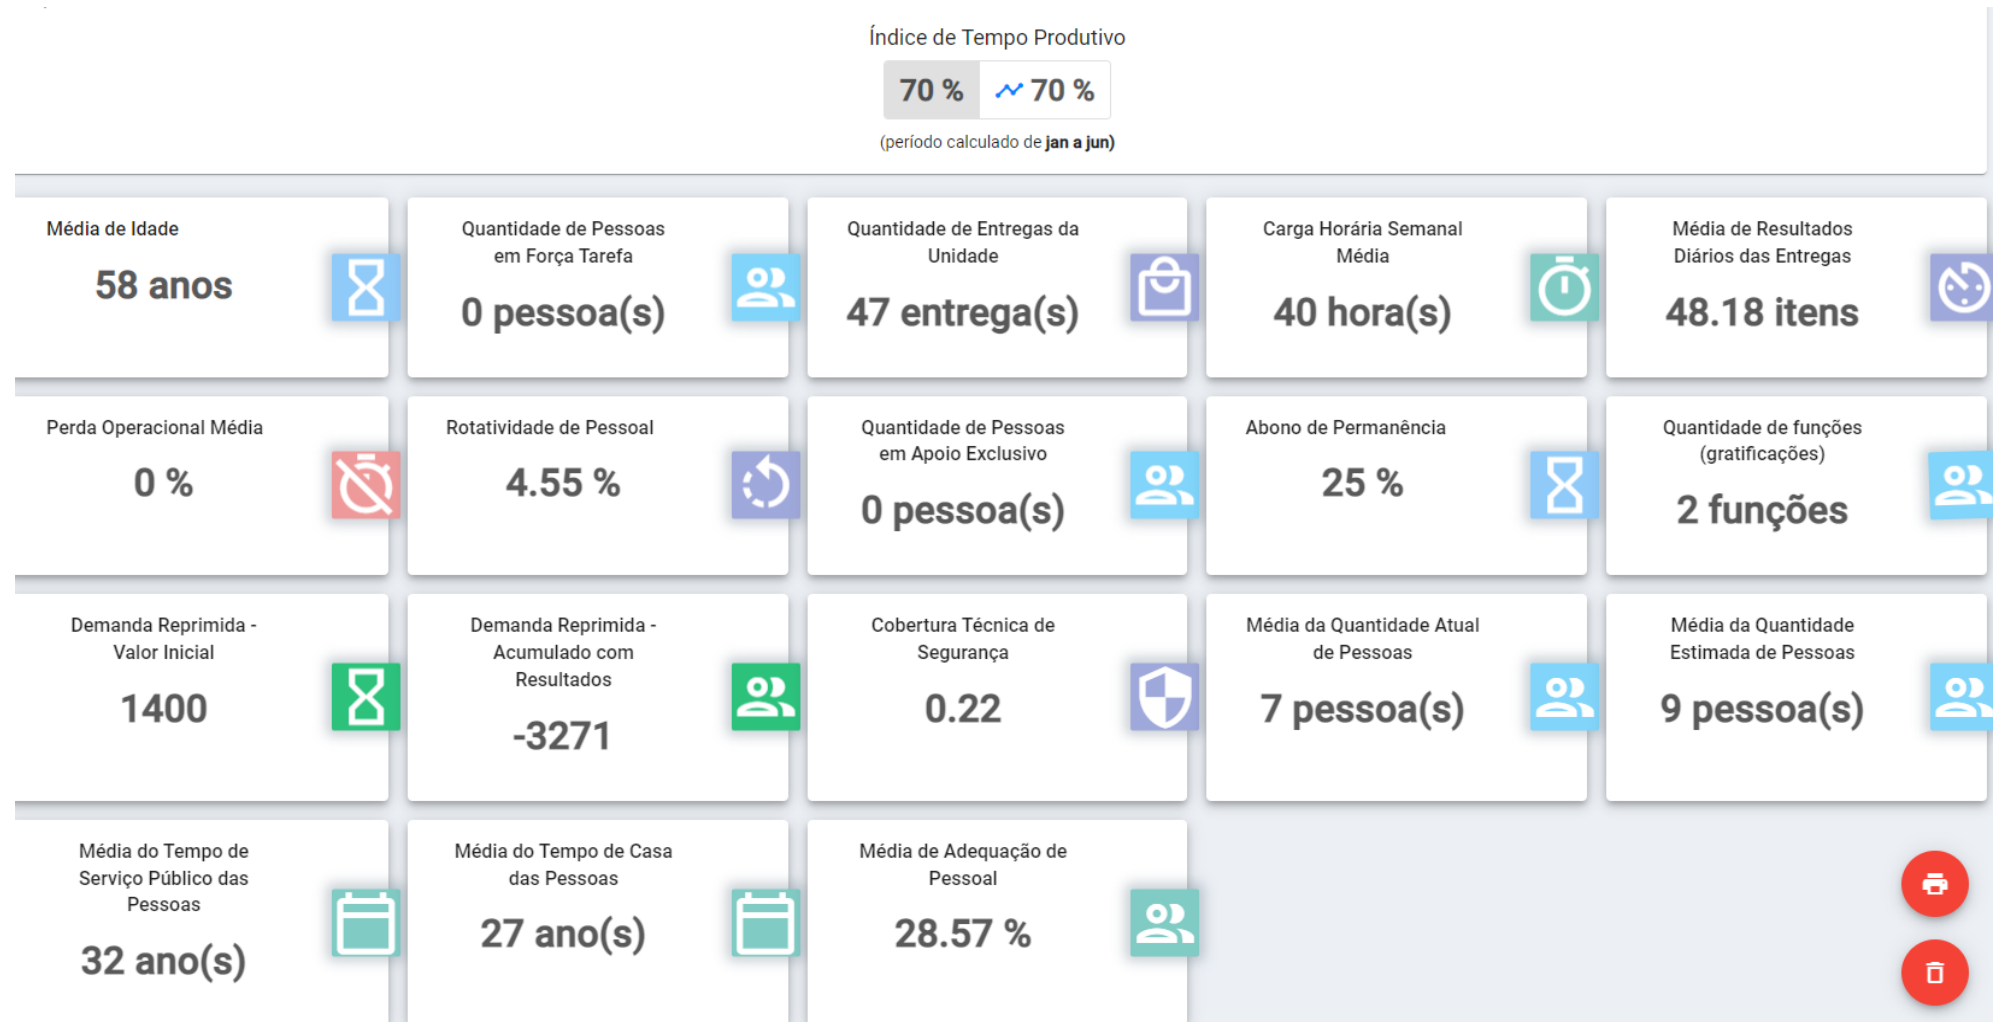 Índice de Tempo Produtivo
70 % 70 %
(período calculado de jan a jun)
Média de Idade
58 anos
Quantidade de Pessoas
em Força Tarefa
0 pessoa(s)
Quantidade de Entregas da
Unidade
47 entrega(s)
Carga Horária Semanal
Média
40 hora(s)
Média de Resultados
Diários das Entregas
48.18 itens
Perda Operacional Média
0 %
Rotatividade de Pessoal
4.55 %
Quantidade de Pessoas
em Apoio Exclusivo
0 pessoa(s)
Abono de Permanência
25 %
Quantidade de funções
(gratificações)
2 funções
Demanda Reprimida -
Valor Inicial
1400
Demanda Reprimida -
Acumulado com
Resultados
-3271
Cobertura Técnica de
Segurança
0.22
Média da Quantidade Atual
de Pessoas
7 pessoa(s)
Média da Quantidade
Estimada de Pessoas
9 pessoa(s)
Média do Tempo de
Serviço Público das
Pessoas
32 ano(s)
Média do Tempo de Casa
das Pessoas
27 ano(s)
Média de Adequação de
Pessoal
28.57 %